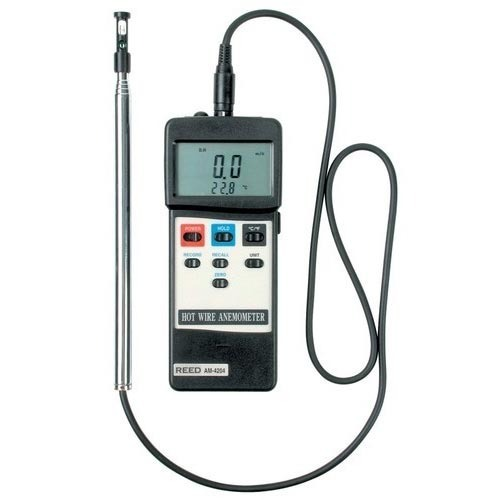 0.0
22.8 °C
POWER HOLD °C/°F
RECORD RECALL UNIT
ZERO
HOT WIRE ANEMOMETER
REED AM-4204